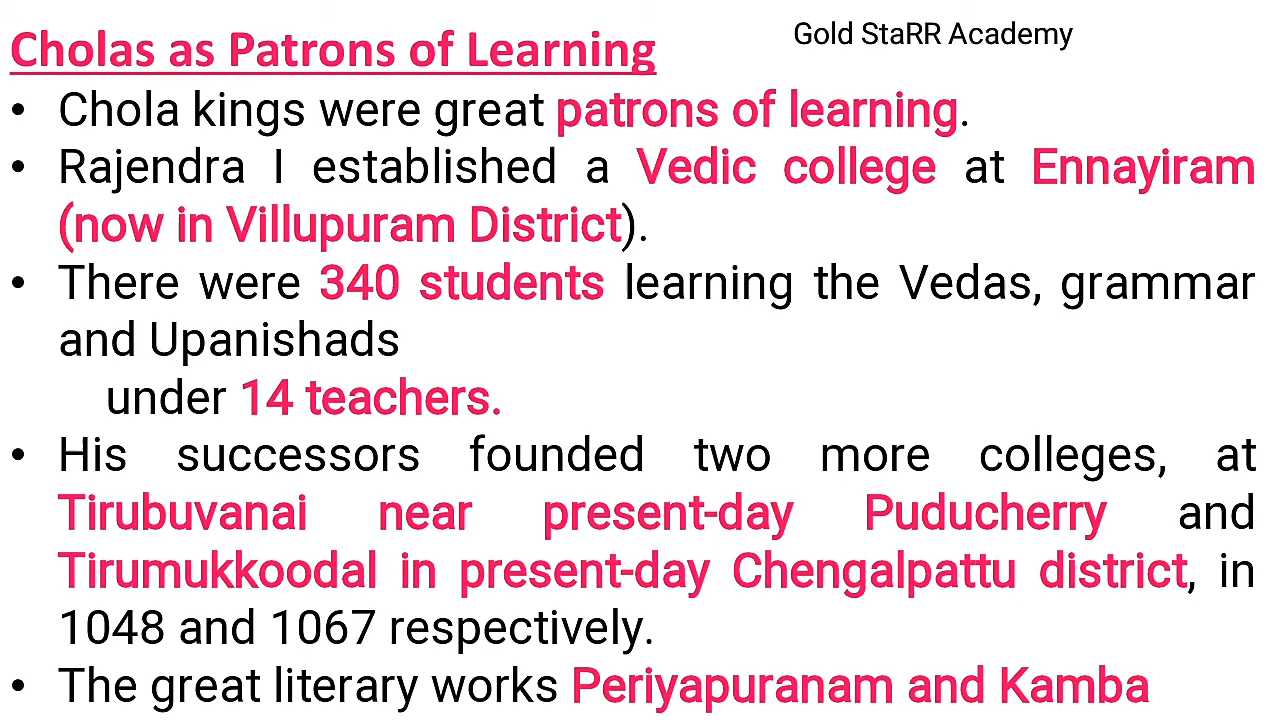 Cholas as Patrons of Learning
Gold StaRR Academy
• Chola kings were great patrons of learning.
• Rajendra I established a Vedic college at Ennayiram
(now in Villupuram District).
• There were 340 students learning the Vedas, grammar
and Upanishads
under 14 teachers.
• His successors founded two more colleges, at
Tirubuvanai near present-day Puducherry and
Tirumukkoodal in present-day Chengalpattu district, in
1048 and 1067 respectively.
• The great literary works Periyapuranam and Kamba